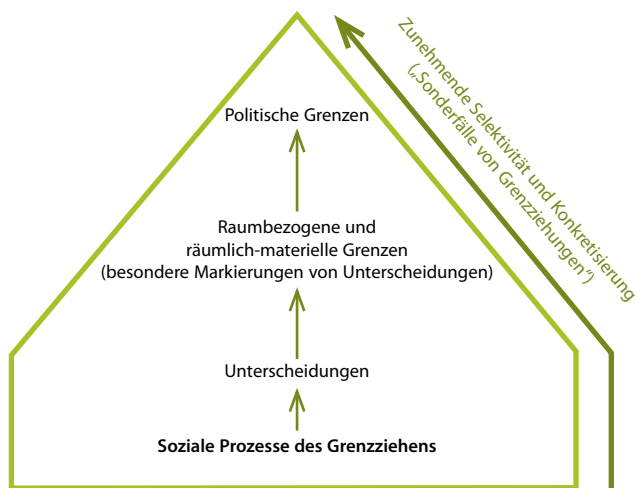 Zunehmende Selektivität und Konkretisierung
(„Sonderfälle von Grenzziehungen“)
Politische Grenzen
Raumbezogene und
räumlich-materielle Grenzen
(besondere Markierungen von Unterscheidungen)
Unterscheidungen
Soziale Prozesse des Grenzziehens